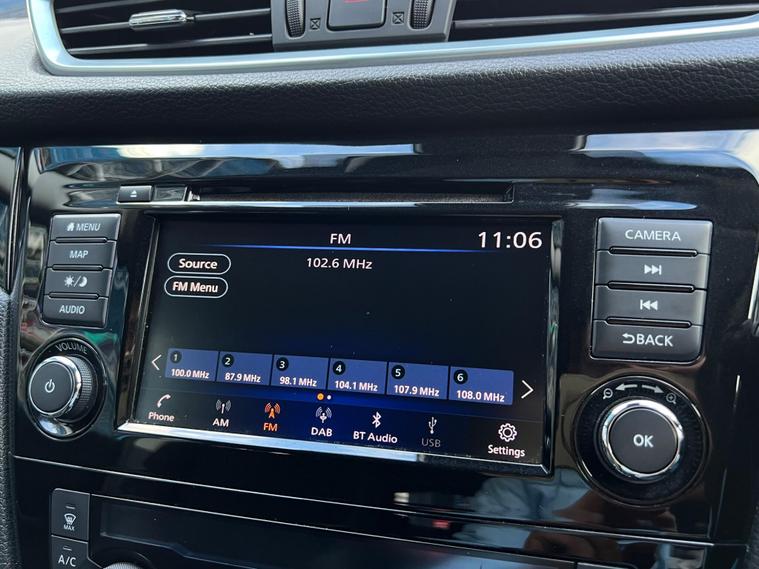 MENU
MAP
AUDIO
VOLUME
FM
11:06
Source
102.6 MHz
FM Menu
1
100.0 MHz
2
87.9 MHz
3
98.1 MHz
4
104.1 MHz
5
107.9 MHz
6
108.0 MHz
Phone
AM
FM
DAB
BT Audio
USB
Settings
CAMERA
BACK
OK
MAX
A/C